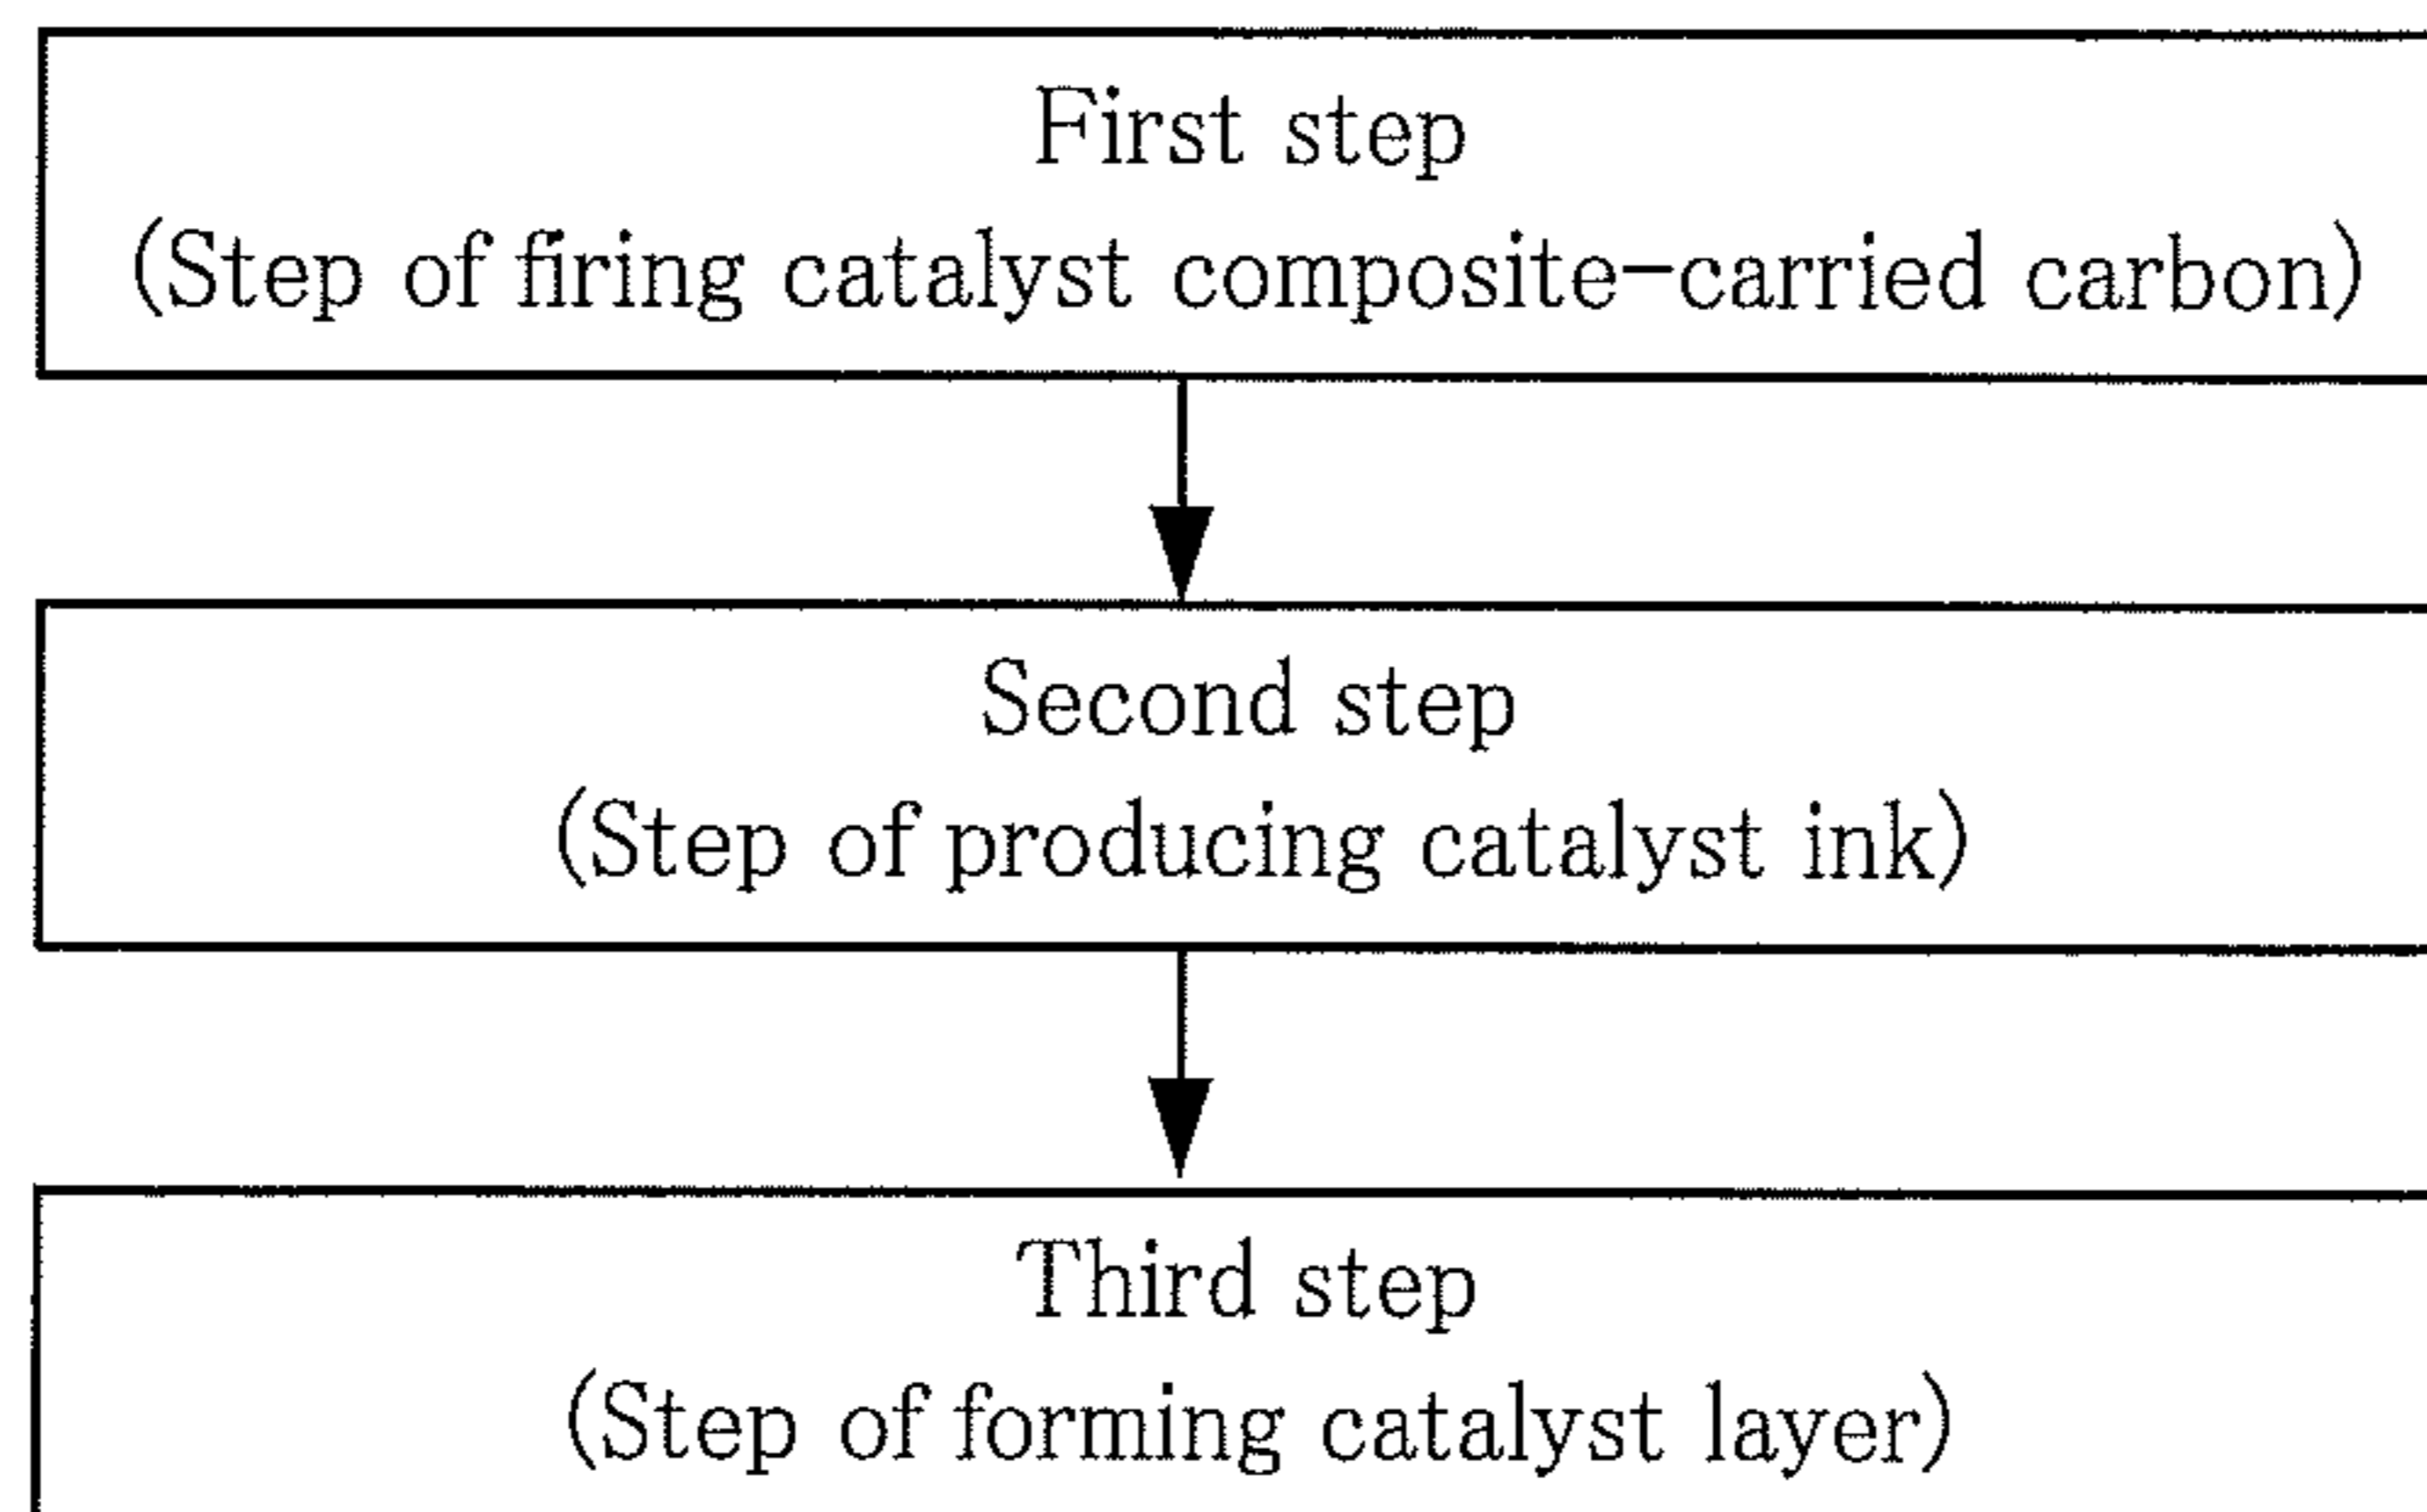 First step
(Step of firing catalyst composite-carried carbon)
Second step
(Step of producing catalyst ink)
Third step
(Step of forming catalyst layer)